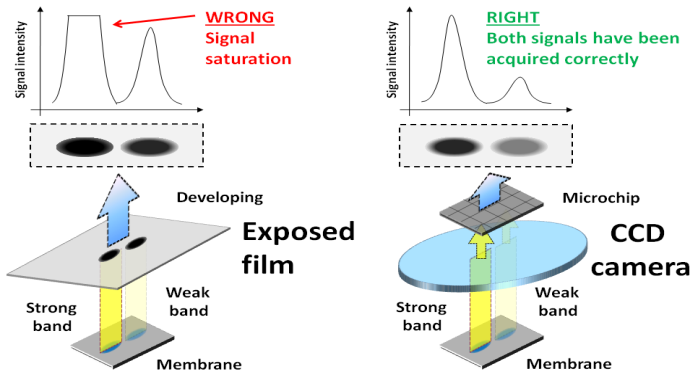 Signal intensity
WRONG
Signal
saturation
Developing
Exposed
film
Strong
band
Weak
band
Membrane
Signal intensity
RIGHT
Both signals have been
acquired correctly
Microchip
CCD
camera
Strong
band
Weak
band
Membrane